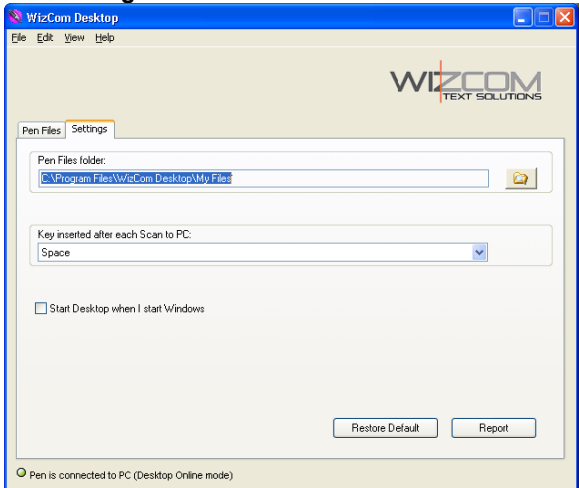 WizCom Desktop
File Edit View Help
WIZCOM
TEXT SOLUTIONS
Pen Files Settings
Pen Files folder:
C:\Program Files\WizCom Desktop\My Files
Key inserted after each Scan to PC:
Space
Start Desktop when I start Windows
Restore Default Report
Pen is connected to PC (Desktop Online mode)